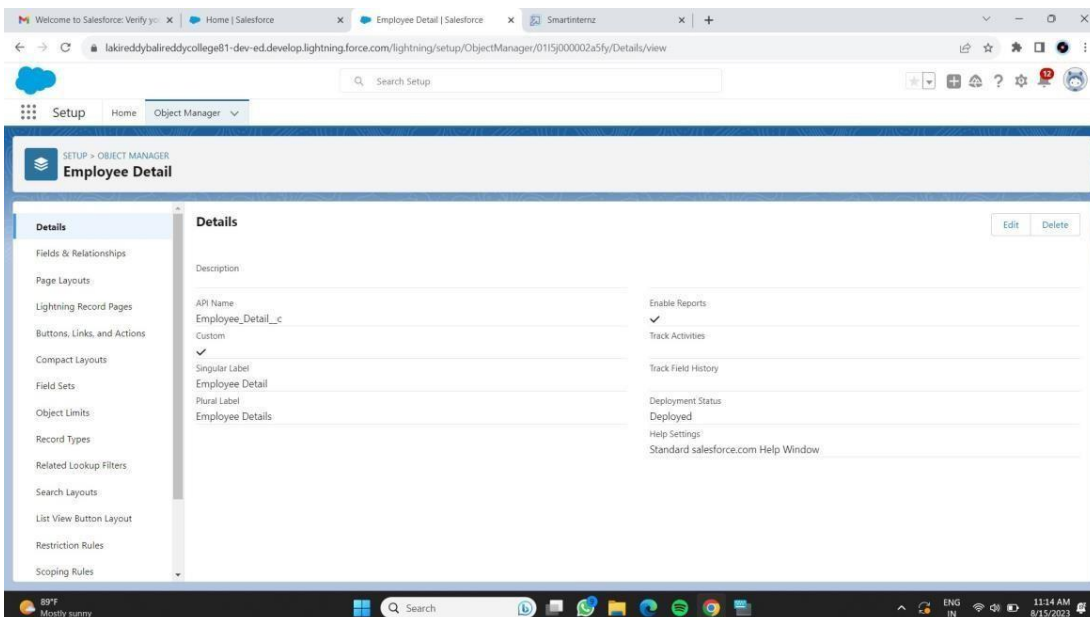 Welcome to Salesforce: Verify yo
Home | Salesforce
Employee Detail | Salesforce
Smartinternz
lakireddybalireddycollege81-dev-ed.develop.lightning.force.com/lightning/setup/ObjectManager/01I5j000002a5fy/Details/view
Search Setup
12
Setup
Home
Object Manager
SETUP > OBJECT MANAGER
Employee Detail
Details
Fields & Relationships
Page Layouts
Lightning Record Pages
Buttons, Links, and Actions
Compact Layouts
Field Sets
Object Limits
Record Types
Related Lookup Filters
Search Layouts
List View Button Layout
Restriction Rules
Scoping Rules
Details
Edit
Delete
Description
API Name
Employee_Detail__c
Custom
Singular Label
Employee Detail
Plural Label
Employee Details
Enable Reports
Track Activities
Track Field History
Deployment Status
Deployed
Help Settings
Standard salesforce.com Help Window
89°F
Mostly sunny
Search
ENG
IN
11:14 AM
8/15/2023